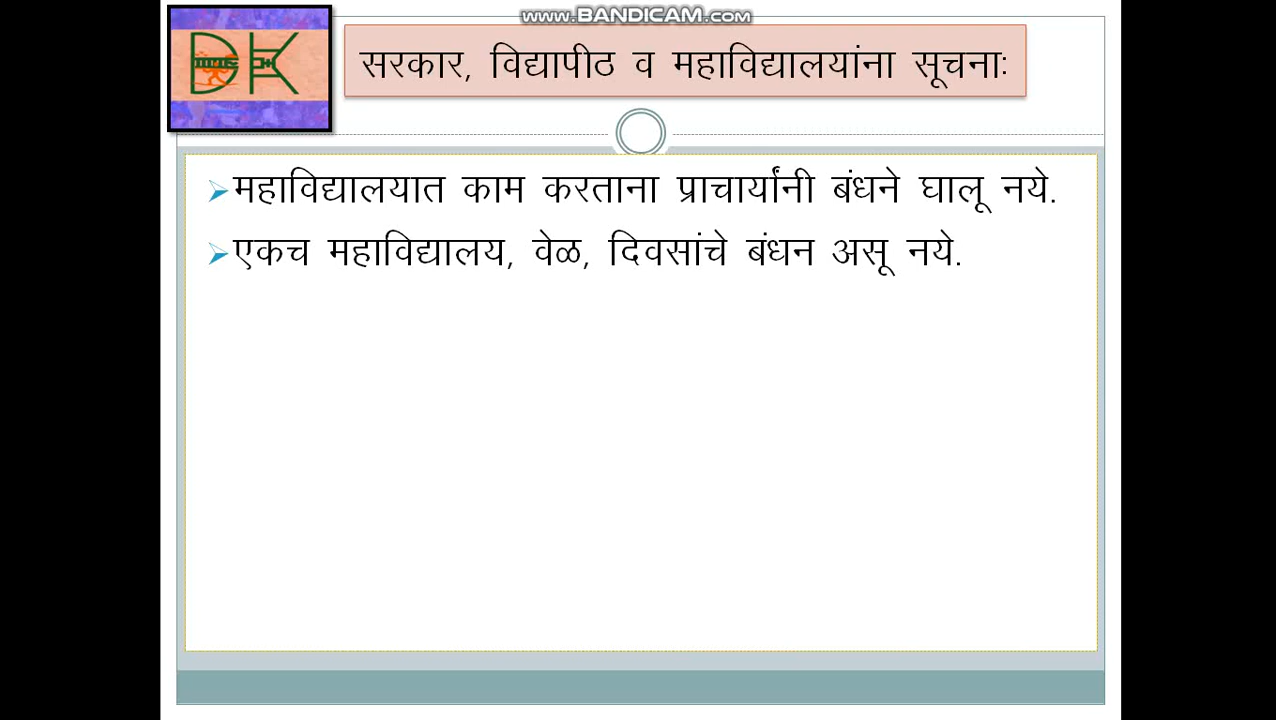 www.BANDICAM.com
DK
सरकार, विद्यापीठ व महाविद्यालयांना सूचनाः
महाविद्यालयात काम करताना प्राचार्यांनी बंधने घालू नये.
एकच महाविद्यालय, वेळ, दिवसांचे बंधन असू नये.